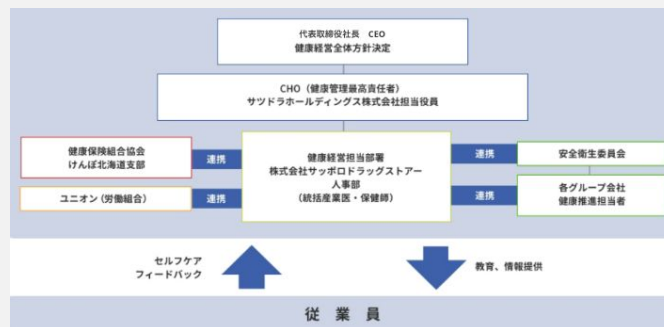 代表取締役社長 CEO
健康経営全体方針決定
CHO(健康管理最高責任者)
サツドラホールディングス株式会社担当役員
健康保険組合協会
けんぽ北海道支部
連携
健康経営担当部署
株式会社サッポロドラッグストアー
人事部
(統括産業医・保健師)
連携
安全衛生委員会
ユニオン(労働組合)
連携
連携
各グループ会社
健康推進担当者
セルフケア
フィードバック
教育、情報提供
従業員